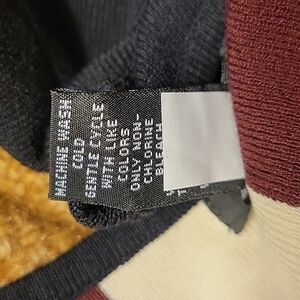 MACHINE WASH
COLD
GENTLE CYCLE
WITH LIKE
COLORS
ONLY NON-
CHLORINE
BLEACH